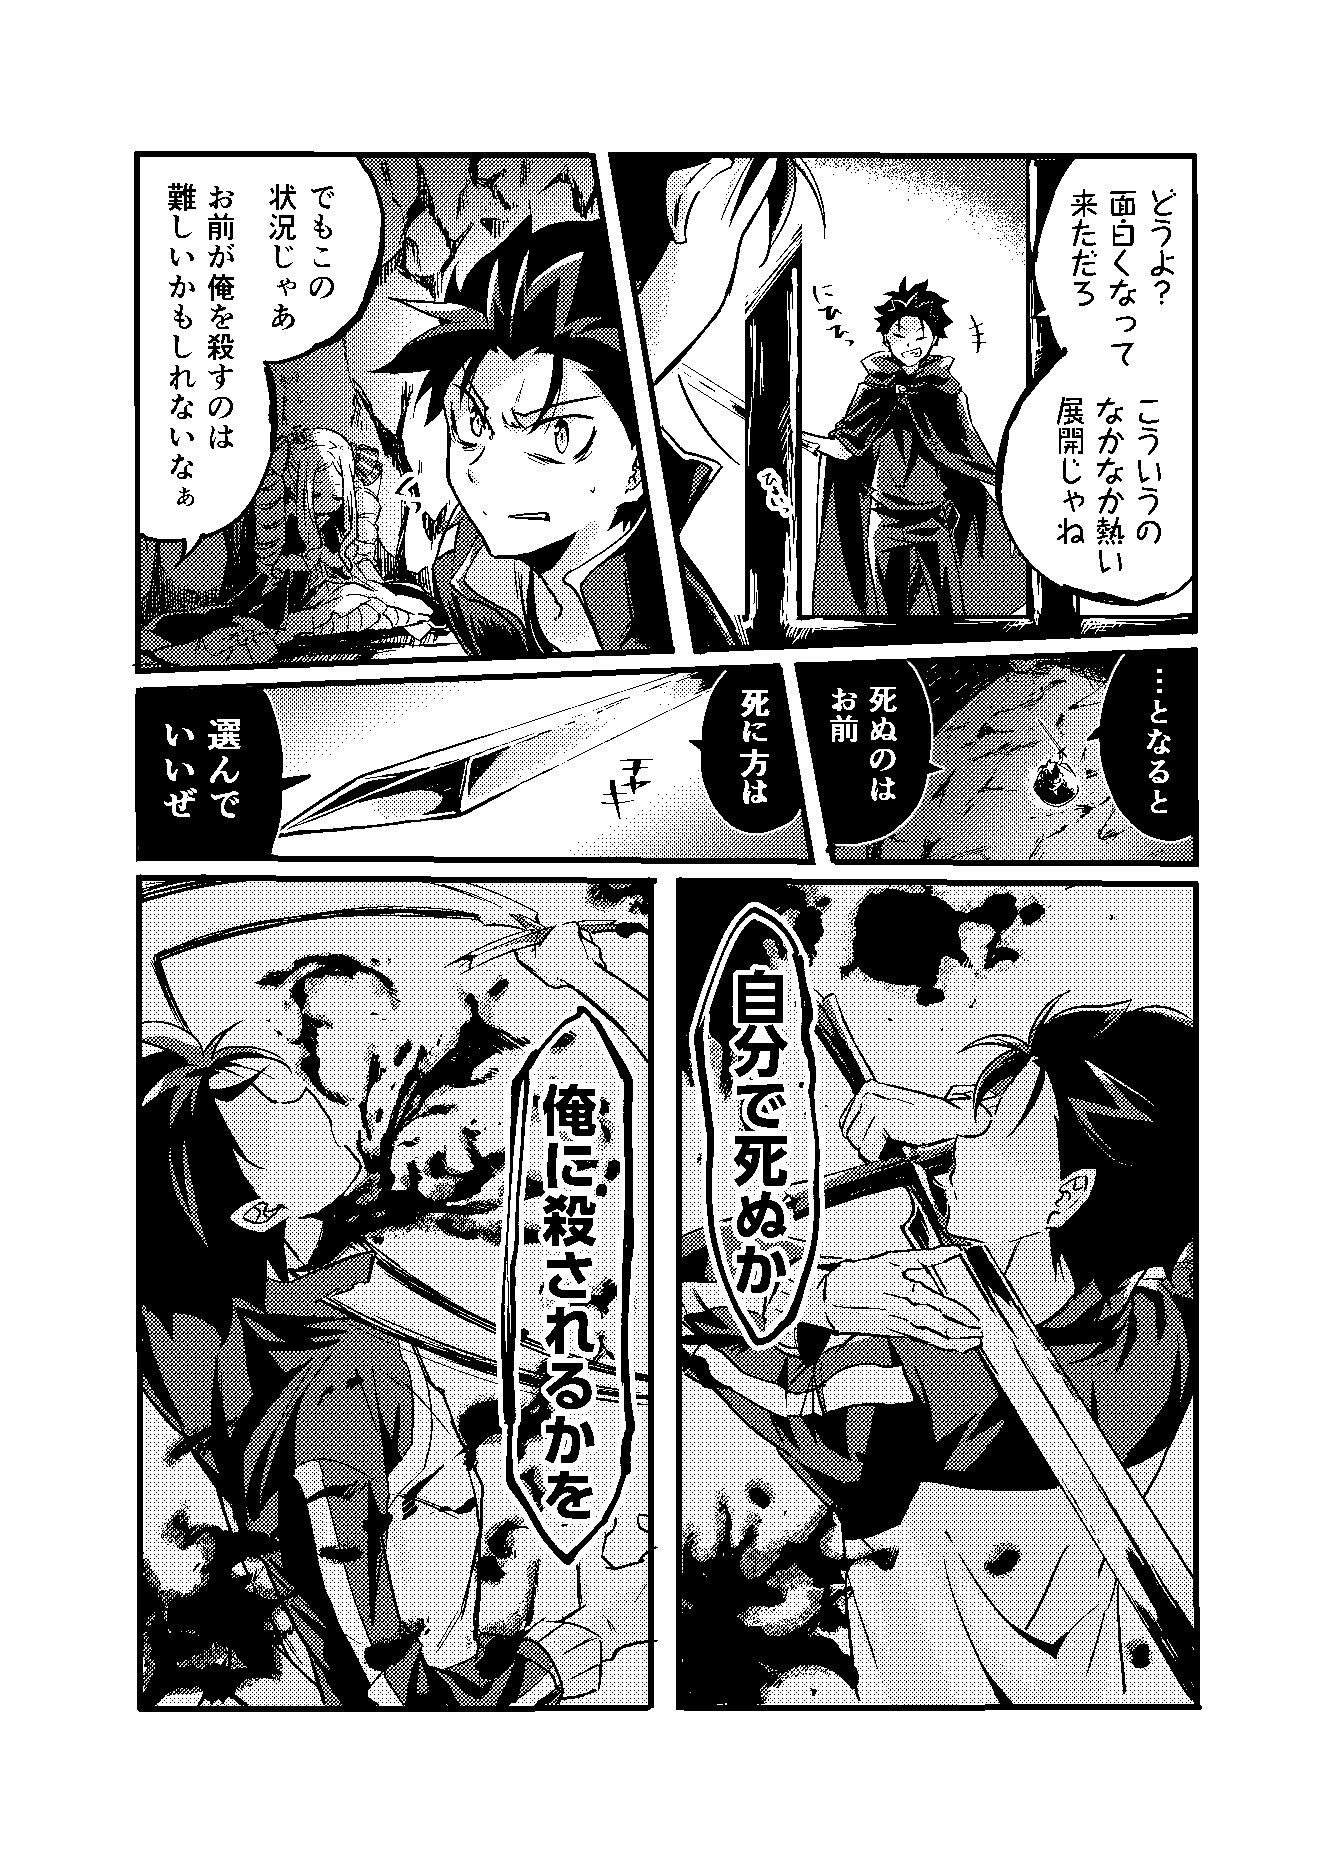 どうよ？
面白くなって
来ただろ
こういうの
なかなか熱い
展開じゃね
にひひっ
でもこの
状況じゃあ
お前が俺を殺すのは
難しいかもしれないなぁ
…となると
死ぬのは
お前
死に方は
選んで
いいぜ
自分で死ぬか
俺に殺されるかを